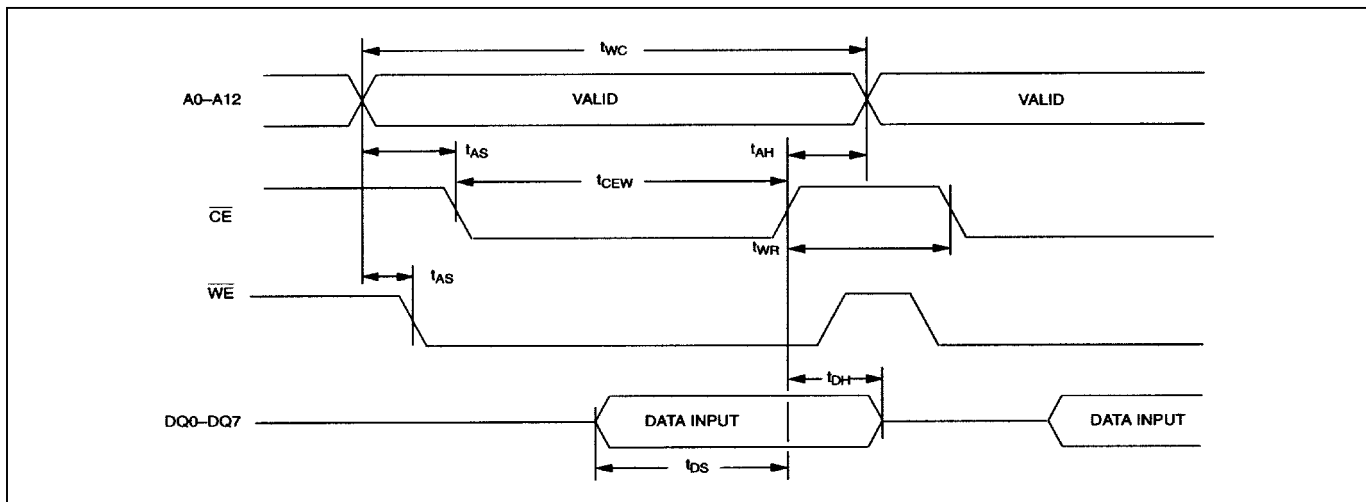 tWC
A0–A12
VALID
VALID
tAS
tAH
tCEW
CE
tWR
tAS
WE
tDH
DQ0–DQ7
DATA INPUT
DATA INPUT
tDS